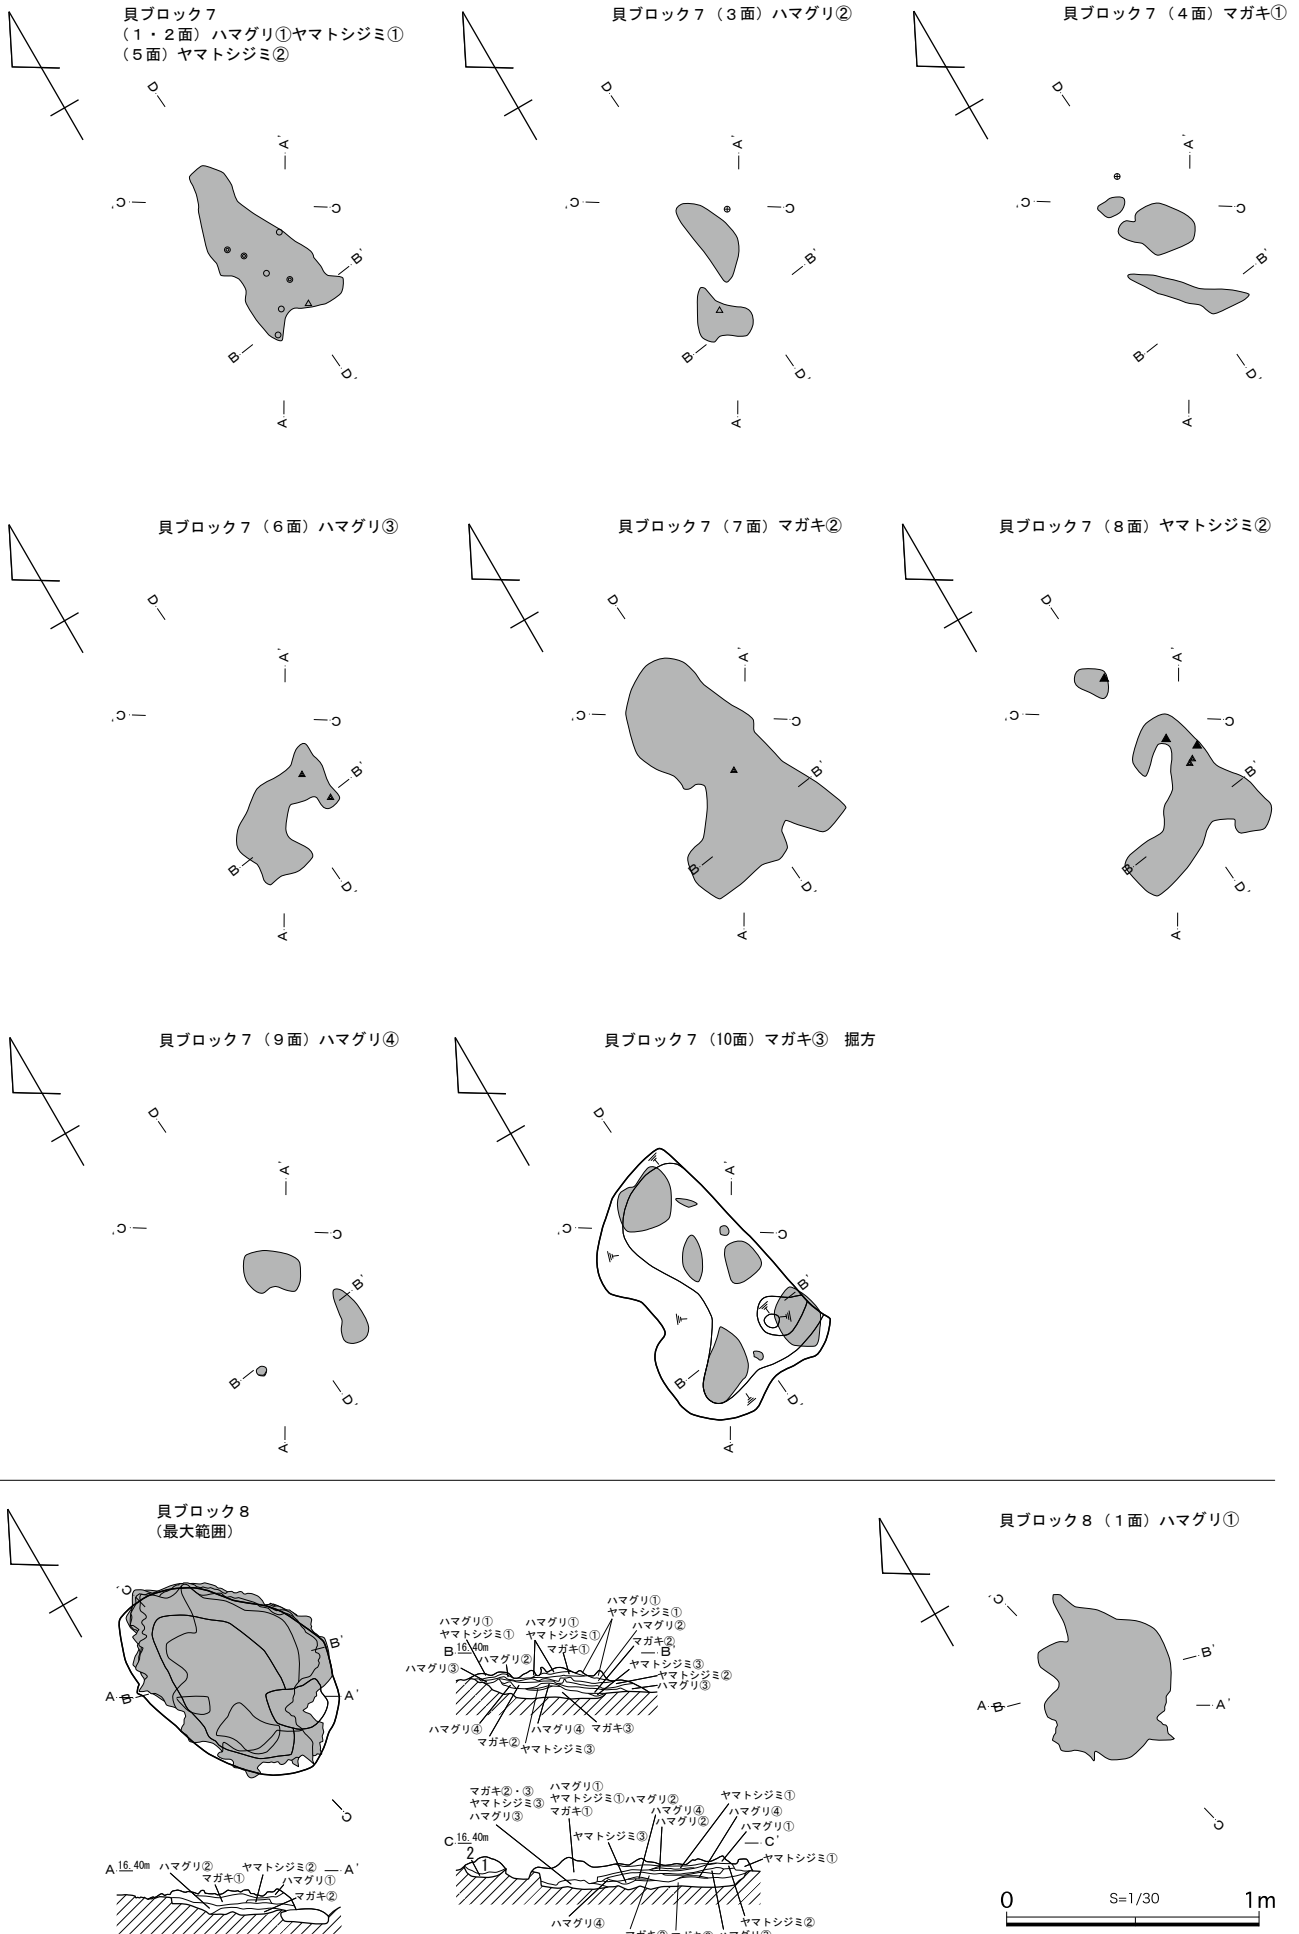 貝ブロック7
(1・2面)ハマグリ①ヤマトシジミ①
(5面)ヤマトシジミ②
D
A'
C'
C
B'
B
D'
A
貝ブロック7(3面)ハマグリ②
D
A'
C'
C
B'
B
D'
A
貝ブロック7(4面)マガキ①
D
A'
C'
C
B'
B
D'
A
貝ブロック7(6面)ハマグリ③
D
A'
C'
C
B'
B
D'
A
貝ブロック7(7面)マガキ②
D
A'
C'
C
B'
B
D'
A
貝ブロック7(8面)ヤマトシジミ②
D
A'
C'
C
B'
B
D'
A
貝ブロック7(9面)ハマグリ④
D
A'
C'
C
B'
B
D'
A
貝ブロック7(10面)マガキ③ 掘方
D
A'
C'
C
B'
B
D'
A
貝ブロック8
(最大範囲)
C'
B'
A
B
A'
C
ハマグリ①
ヤマトシジミ①
ハマグリ①
ヤマトシジミ①
ハマグリ①
ヤマトシジミ①
ハマグリ②
B 16.40m
ハマグリ②
マガキ①
マガキ②
B'
ハマグリ③
ヤマトシジミ③
ヤマトシジミ②
ハマグリ③
ハマグリ④
マガキ②
ヤマトシジミ③
ハマグリ④
マガキ③
マガキ②・③
ヤマトシジミ③
ハマグリ③
ハマグリ①
ヤマトシジミ①
マガキ①
ハマグリ②
ハマグリ④
ハマグリ②
ヤマトシジミ①
ハマグリ④
ハマグリ①
C 16.40m
ヤマトシジミ③
C'
ヤマトシジミ①
2
1
ハマグリ④
ヤマトシジミ②
A 16.40m
ハマグリ②
マガキ①
ヤマトシジミ②
ハマグリ①
マガキ②
A'
貝ブロック8(1面)ハマグリ①
C'
B'
A
B
A'
C
0
S=1/30
1m